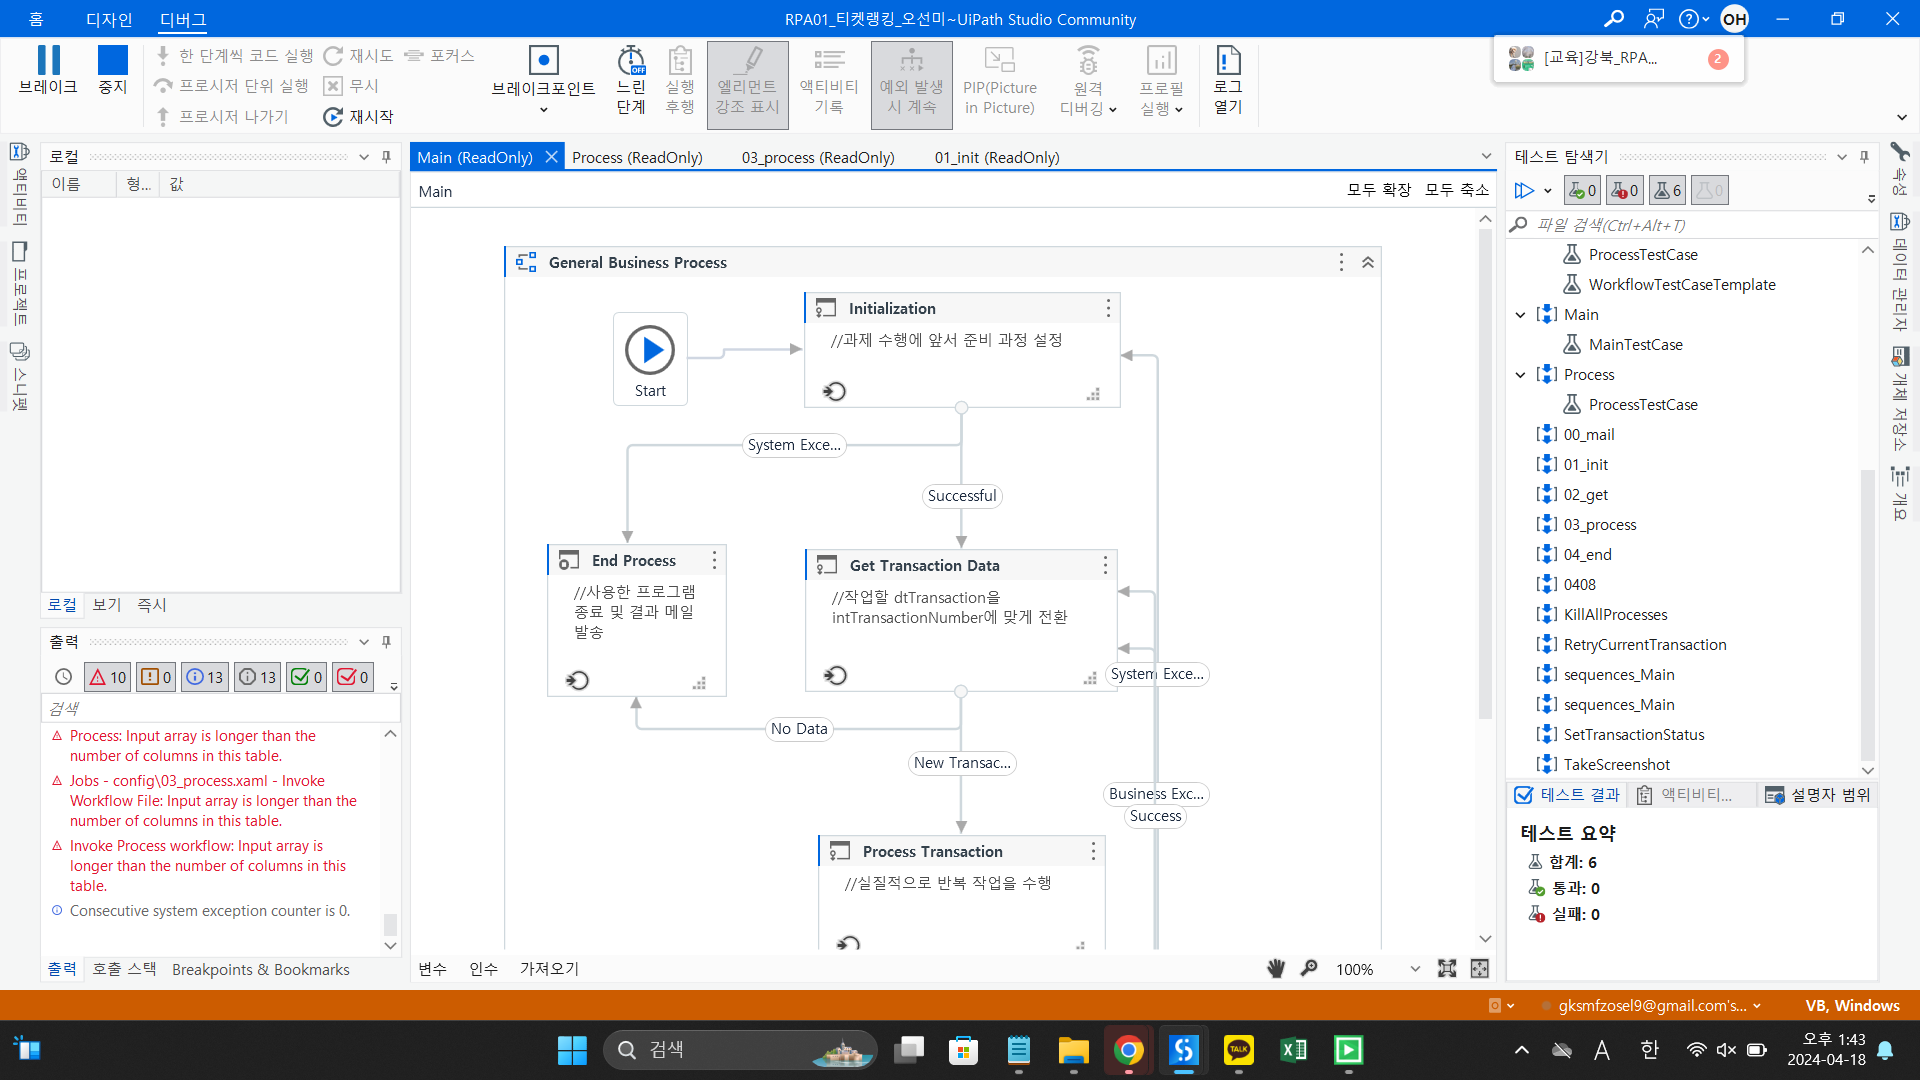 홈
디자인
디버그
RPA01_티켓랭킹_오선미~UiPath Studio Community
OH
[교육]강북_RPA...
2
브레이크
중지
한 단계씩 코드 실행
프로시저 단위 실행
프로시저 나가기
재시도
무시
재시작
포커스
브레이크포인트
느린
단계
OFF
실행
후행
엘리먼트
강조 표시
액티비티
기록
예외 발생
시 계속
PIP(Picture
in Picture)
원격
디버깅
프로필
실행
로그
열기
액티비티
프로젝트
스니펫
로컬
이름
형...
값
로컬
보기
즉시
출력
10
0
13
13
0
0
검색
Process: Input array is longer than the
number of columns in this table.
Jobs - config\03_process.xaml - Invoke
Workflow File: Input array is longer than the
number of columns in this table.
Invoke Process workflow: Input array is
longer than the number of columns in this
table.
Consecutive system exception counter is 0.
출력
호출 스택
Breakpoints & Bookmarks
Main (ReadOnly)
Process (ReadOnly)
03_process (ReadOnly)
01_init (ReadOnly)
Main
모두 확장
모두 축소
General Business Process
Start
Initialization
//과제 수행에 앞서 준비 과정 설정
System Exce...
Successful
End Process
//사용한 프로그램
종료 및 결과 메일
발송
Get Transaction Data
//작업할 dtTransaction을
intTransactionNumber에 맞게 전환
System Exce...
No Data
New Transac...
Business Exc...
Success
Process Transaction
//실질적으로 반복 작업을 수행
변수
인수
가져오기
100%
테스트 탐색기
0
0
6
0
파일 검색(Ctrl+Alt+T)
ProcessTestCase
WorkflowTestCaseTemplate
Main
MainTestCase
Process
ProcessTestCase
00_mail
01_init
02_get
03_process
04_end
0408
KillAllProcesses
RetryCurrentTransaction
sequences_Main
sequences_Main
SetTransactionStatus
TakeScreenshot
테스트 결과
액티비티...
설명자 범위
테스트 요약
합계: 6
통과: 0
실패: 0
속성
데이터 관리자
개체 저장소
개요
gksmfzosel9@gmail.com's...
VB, Windows
검색
TALK
A
한
오후 1:43
2024-04-18